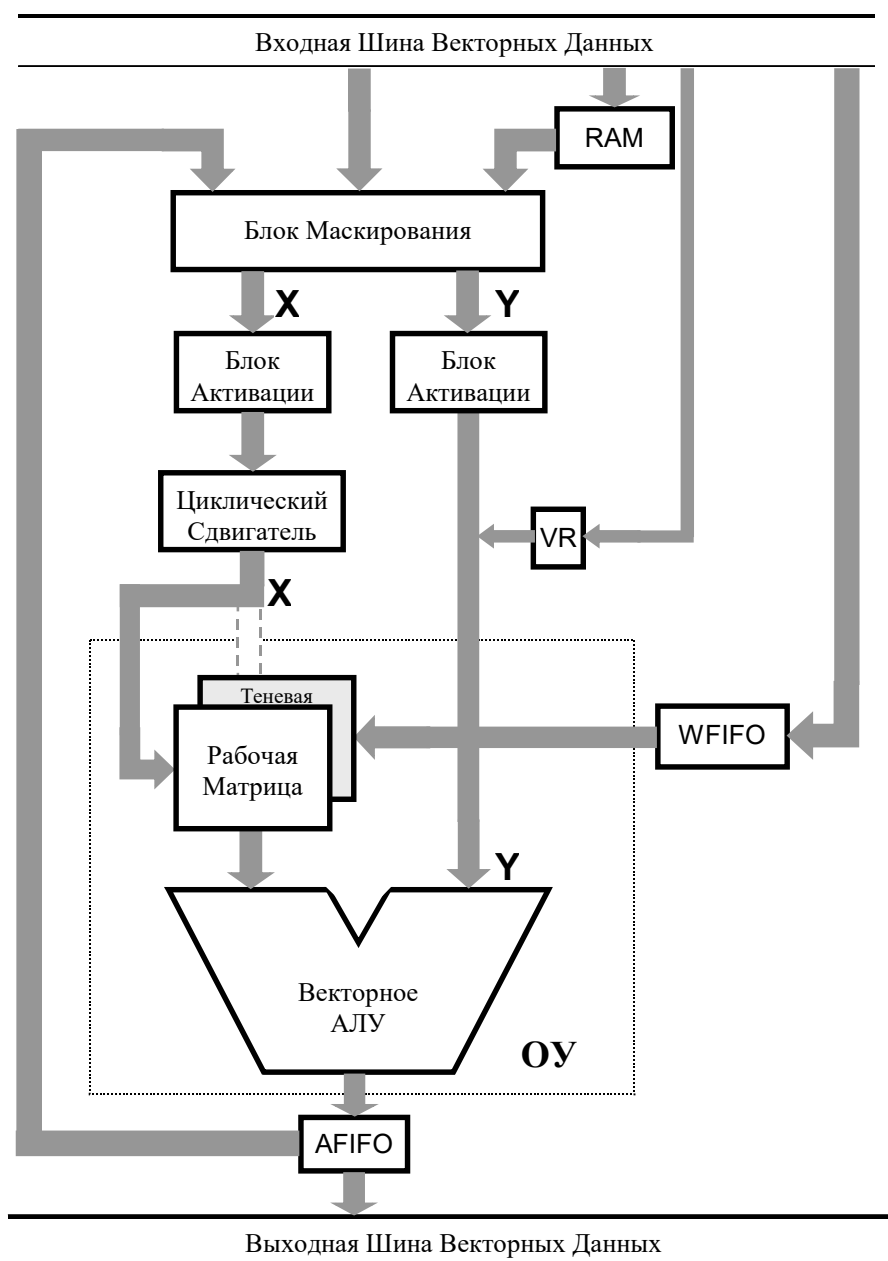 Входная Шина Векторных Данных
RAM
Блок Маскирования
X
Y
Блок
Активации
Блок
Активации
Циклический
Сдвигатель
VR
X
Теневая
Рабочая
Матрица
WFIFO
Y
Векторное
АЛУ
ОУ
AFIFO
Выходная Шина Векторных Данных